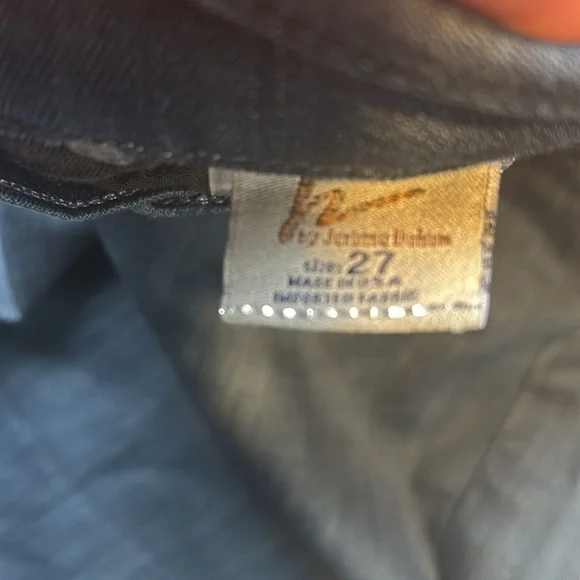 by Jerome Dahan
Size: 27
MADE IN U.S.A.
IMPORTED FABRIC